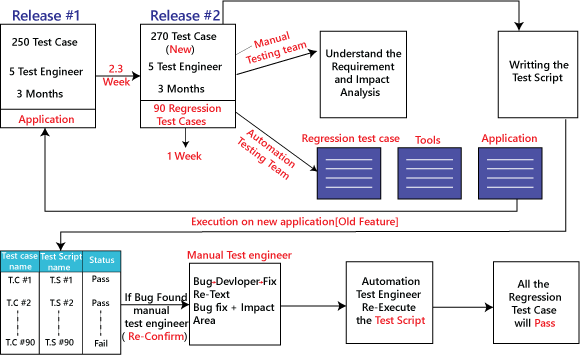 Release #1
250 Test Case
5 Test Engineer
3 Months
Application
2.3
Week
Release #2
270 Test Case
(New)
5 Test Engineer
3 Months
90 Regression
Test Cases
1 Week
Manual
Testing team
Automation
Testing Team
Understand the
Requirement
and Impact
Analysis
Writting the
Test Script
Regression test case
Tools
Application
Execution on new application[Old Feature]
Test case
name
Test Script
name
Status
T.C #1 T.S #1 Pass
T.C #2 T.S #2 Pass
T.C #90 T.S #90 Fail
If Bug Found
manual
test engineer
( Re-Confirm)
Manual Test engineer
Bug-Devloper-Fix
Re-Text
Bug fix + Impact
Area
Automation
Test Engineer
Re-Execute
the Test Script
All the
Regression
Test Case
will Pass